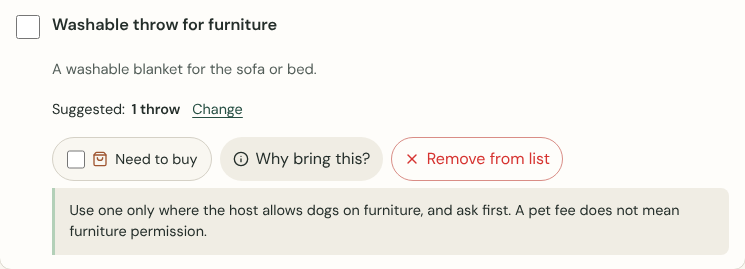 Washable throw for furniture
A washable blanket for the sofa or bed.
Suggested: 1 throw Change
Need to buy Why bring this? Remove from list
Use one only where the host allows dogs on furniture, and ask first. A pet fee does not mean
furniture permission.